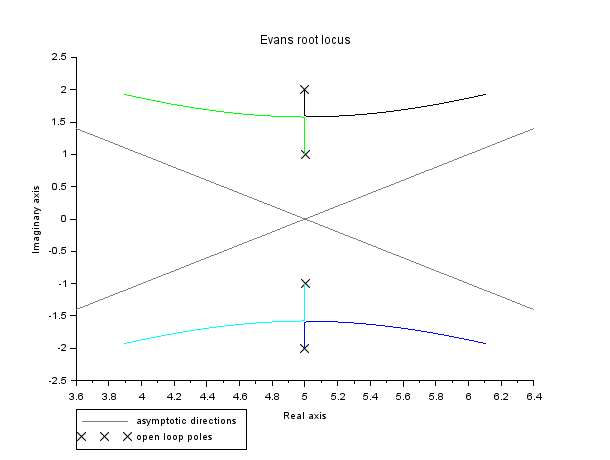 Evans root locus
2.5
2
1.5
1
0.5
0
-0.5
-1
-1.5
-2
-2.5
Imaginary axis
3.6 3.8 4 4.2 4.4 4.6 4.8 5 5.2 5.4 5.6 5.8 6 6.2 6.4
Real axis
asymptotic directions
open loop poles